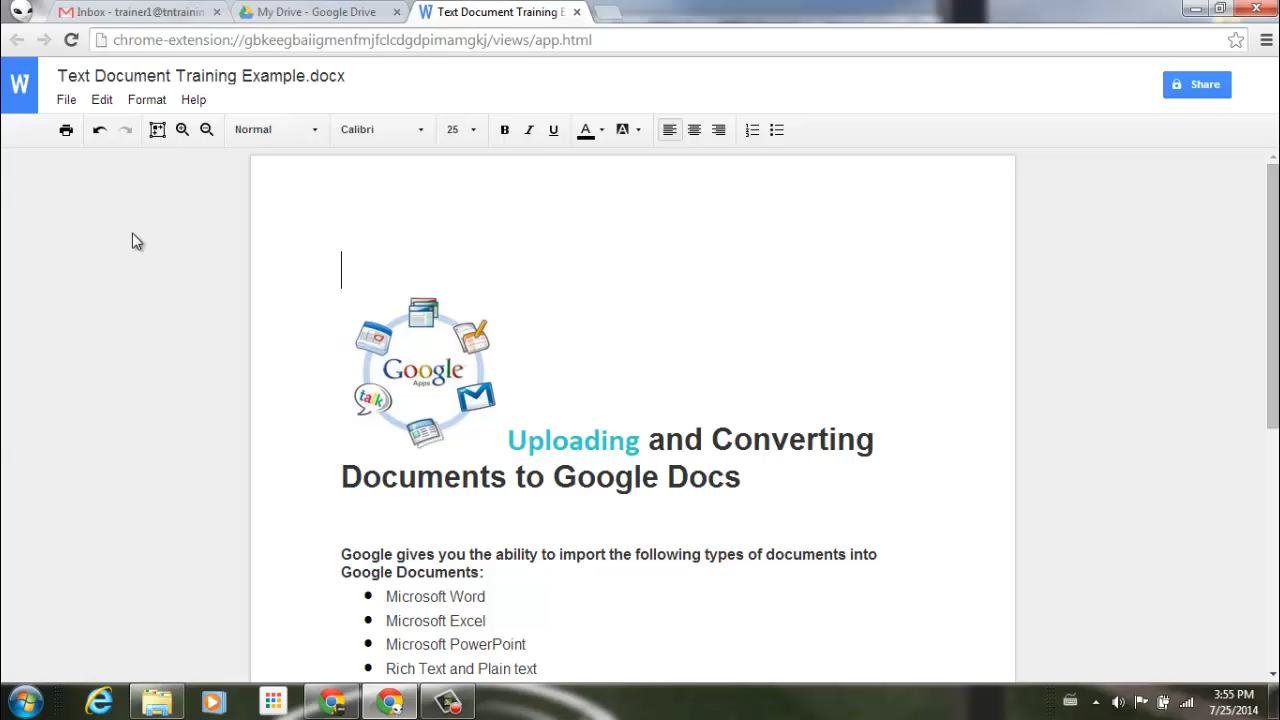 Inbox - trainer1@tntrainin
My Drive - Google Drive
Text Document Training E
chrome-extension://gbkeegbaiigmenfmjfclcdgdpimamgkj/views/app.html
W
Text Document Training Example.docx
File Edit Format Help
Share
Normal Calibri 25 B I U A A
Google
Apps
talk
Uploading and Converting
Documents to Google Docs
Google gives you the ability to import the following types of documents into
Google Documents:
Microsoft Word
Microsoft Excel
Microsoft PowerPoint
Rich Text and Plain text
3:55 PM
7/25/2014